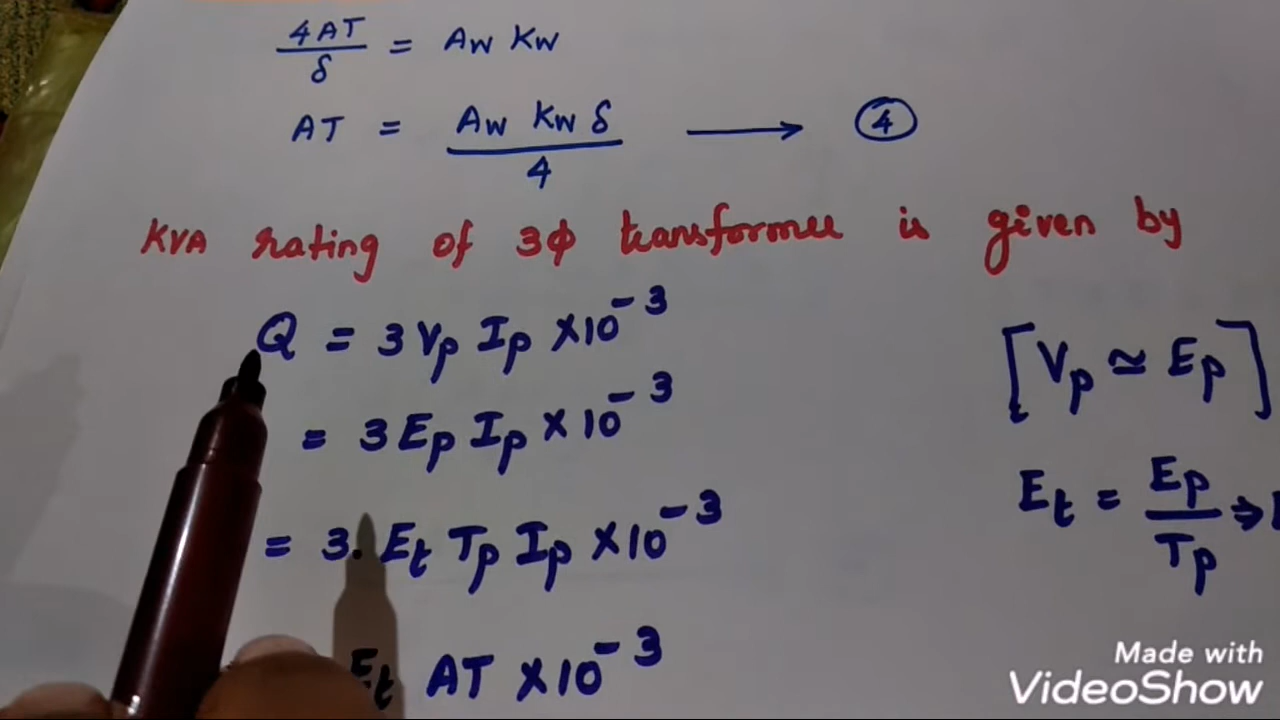 4AT/δ = Aw Kw
AT = Aw Kw δ/4 ⟶ ④
KVA rating of 3Φ transformer is given by
Q = 3 Vp Ip ×10⁻³ [Vp ≃ Ep]
= 3 Ep Ip ×10⁻³
= 3. Et Tp Ip ×10⁻³ Et = Ep/Tp ⇒
Et AT ×10⁻³
Made with
VideoShow